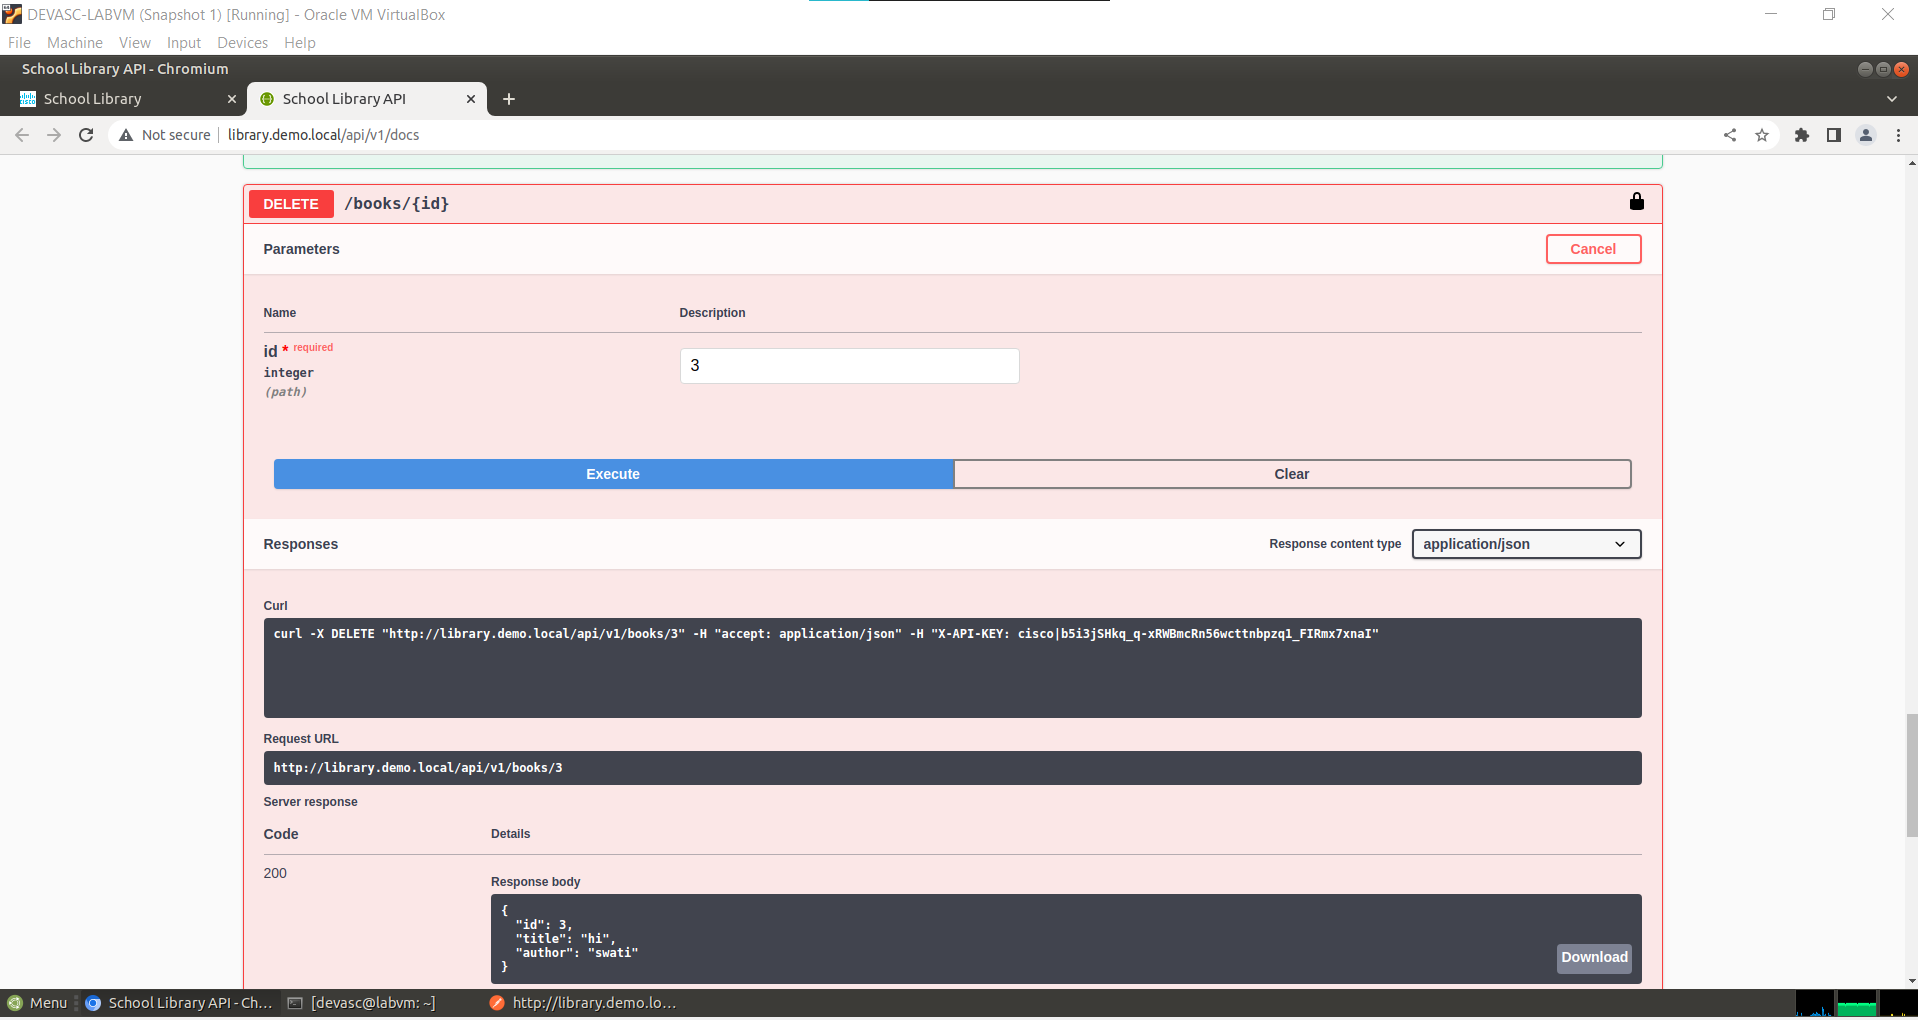 DEVASC-LABVM (Snapshot 1) [Running] - Oracle VM VirtualBox
File Machine View Input Devices Help
School Library API - Chromium
School Library
School Library API
Not secure library.demo.local/api/v1/docs
DELETE /books/{id}
Parameters
Cancel
Name Description
id * required
3
integer
(path)
Execute
Clear
Responses
Response content type application/json
Curl
curl -X DELETE "http://library.demo.local/api/v1/books/3" -H "accept: application/json" -H "X-API-KEY: cisco|b5i3jSHkq_q-xRWBmcRn56wcttnbpzq1_FIRmx7xnaI"
Request URL
http://library.demo.local/api/v1/books/3
Server response
Code Details
200
Response body
{
"id": 3,
"title": "hi",
"author": "swati"
}
Download
Menu School Library API - Ch... [devasc@labvm: ~] http://library.demo.lo...